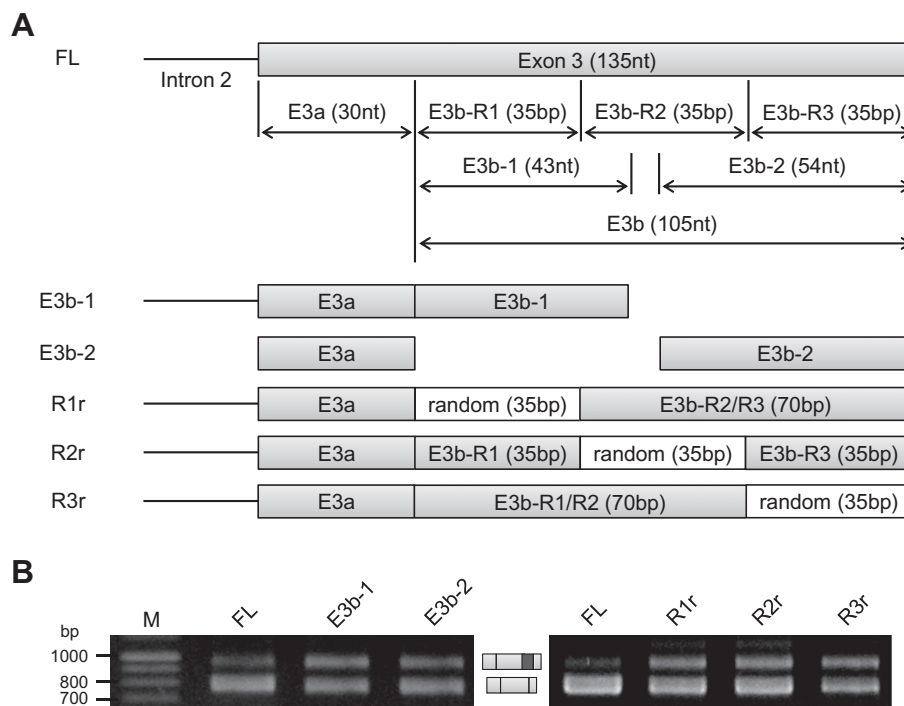 A
FL
Exon 3 (135nt)
Intron 2
E3a (30nt)
E3b-R1 (35bp)
E3b-R2 (35bp)
E3b-R3 (35bp)
E3b-1 (43nt)
E3b-2 (54nt)
E3b (105nt)
E3b-1
E3a
E3b-1
E3b-2
E3a
E3b-2
R1r
E3a
random (35bp)
E3b-R2/R3 (70bp)
R2r
E3a
E3b-R1 (35bp)
random (35bp)
E3b-R3 (35bp)
R3r
E3a
E3b-R1/R2 (70bp)
random (35bp)
B
bp
M
FL
E3b-1
E3b-2
FL
R1r
R2r
R3r
1000
800
700